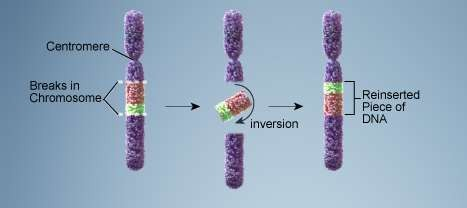 Centromere
Breaks in
Chromosome
inversion
Reinserted
Piece of
DNA